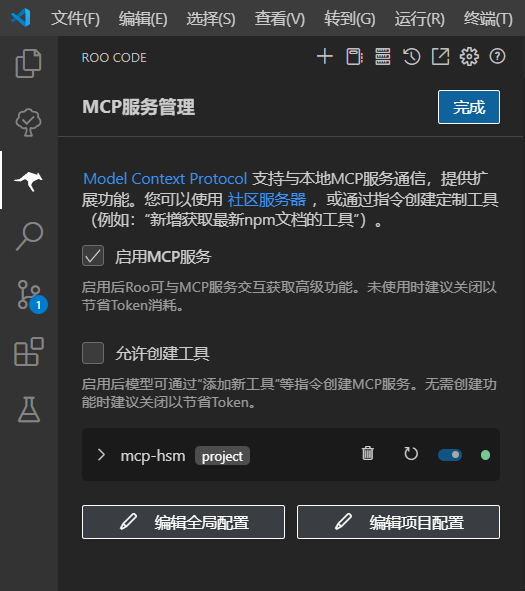 文件(F) 编辑(E) 选择(S) 查看(V) 转到(G) 运行(R) 终端(T)
ROO CODE
MCP服务管理
完成
Model Context Protocol 支持与本地MCP服务通信，提供扩
展功能。您可以使用 社区服务器 ，或通过指令创建定制工具
（例如：“新增获取最新npm文档的工具”）。
启用MCP服务
启用后Roo可与MCP服务交互获取高级功能。未使用时建议关闭以
节省Token消耗。
允许创建工具
启用后模型可通过“添加新工具”等指令创建MCP服务。无需创建功
能时建议关闭以节省Token。
mcp-hsm project
1
编辑全局配置 编辑项目配置